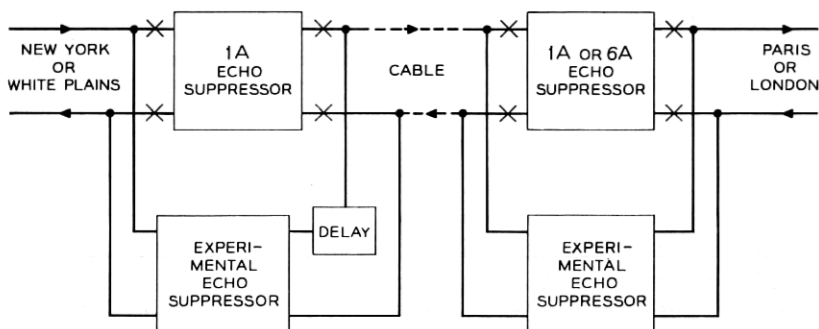 NEW YORK
OR
WHITE PLAINS
1A
ECHO
SUPPRESSOR
CABLE
1A OR 6A
ECHO
SUPPRESSOR
PARIS
OR
LONDON
EXPERI-
MENTAL
ECHO
SUPPRESSOR
DELAY
EXPERI-
MENTAL
ECHO
SUPPRESSOR